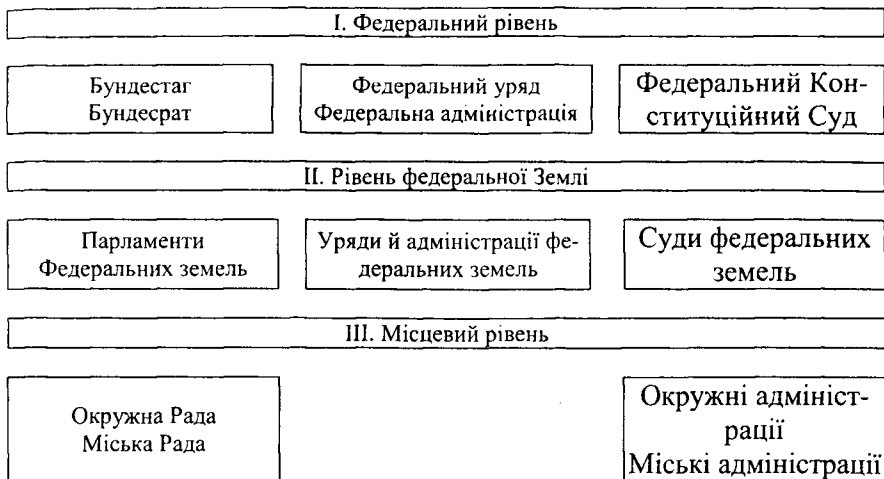 I. Федеральний рівень
Бундестаг
Бундесрат
Федеральний уряд
Федеральна адміністрація
Федеральний Кон-
ституційний Суд
II. Рівень федеральної Землі
Парламенти
Федеральних земель
Уряди й адміністрації фе-
деральних земель
Суди федеральних
земель
III. Місцевий рівень
Окружна Рада
Міська Рада
Окружні адмініст-
рації
Міські адміністрації